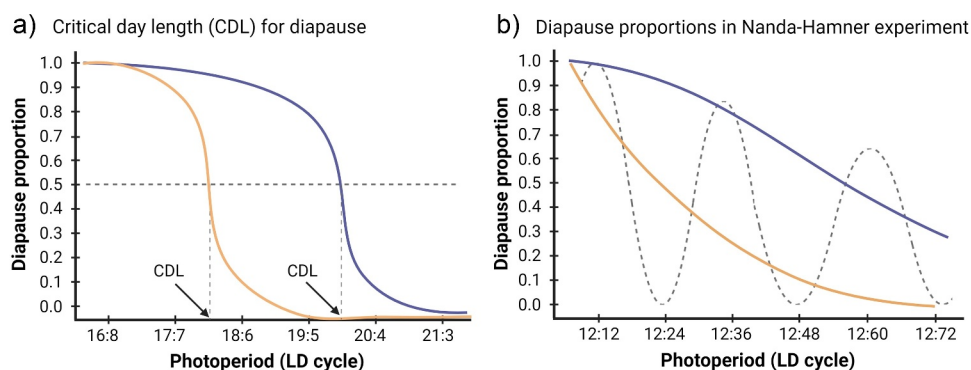 a) Critical day length (CDL) for diapause
Diapause proportion
1.0
0.9
0.8
0.7
0.6
0.5
0.4
0.3
0.2
0.1
0.0
CDL
CDL
16:8 17:7 18:6 19:5 20:4 21:3
Photoperiod (LD cycle)
b) Diapause proportions in Nanda-Hamner experiment
Diapause proportion
1.0
0.9
0.8
0.7
0.6
0.5
0.4
0.3
0.2
0.1
0.0
12:12 12:24 12:36 12:48 12:60 12:72
Photoperiod (LD cycle)